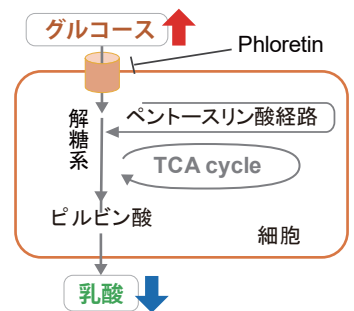 グルコース
Phloretin
解糖系
ペントースリン酸経路
TCA cycle
ピルビン酸
細胞
乳酸